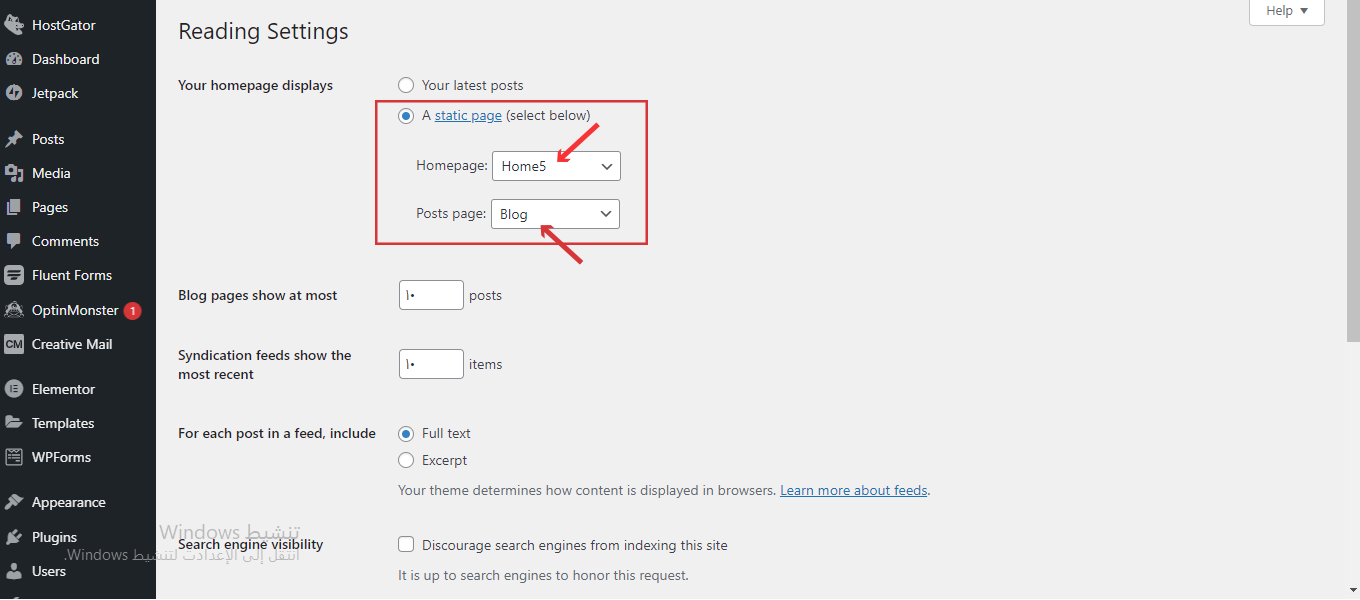 HostGator
Dashboard
Jetpack
Posts
Media
Pages
Comments
Fluent Forms
OptinMonster 1
CM Creative Mail
Elementor
Templates
WPForms
Appearance
Plugins
Users
Help
Reading Settings
Your homepage displays
Your latest posts
A static page (select below)
Homepage: Home5
Posts page: Blog
Blog pages show at most ١٠ posts
Syndication feeds show the
most recent ١٠ items
For each post in a feed, include
Full text
Excerpt
Your theme determines how content is displayed in browsers. Learn more about feeds.
Search engine visibility
Discourage search engines from indexing this site
It is up to search engines to honor this request.
تنشيط Windows
انتقل إلى الإعدادات لتنشيط Windows.